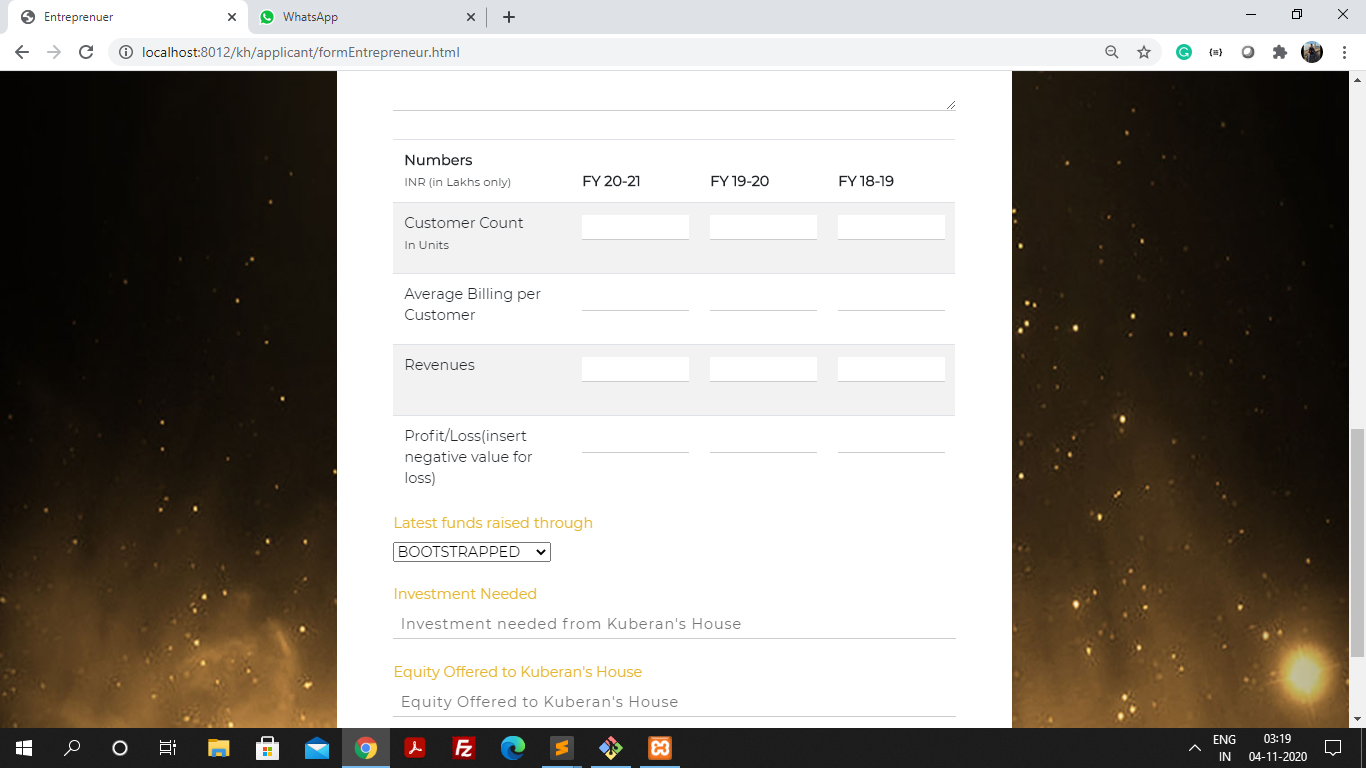 Entreprenuer
WhatsApp
localhost:8012/kh/applicant/formEntrepreneur.html
Numbers
INR (in Lakhs only)
FY 20-21
FY 19-20
FY 18-19
Customer Count
In Units
Average Billing per
Customer
Revenues
Profit/Loss(insert
negative value for
loss)
Latest funds raised through
BOOTSTRAPPED
Investment Needed
Investment needed from Kuberan's House
Equity Offered to Kuberan's House
Equity Offered to Kuberan's House
ENG
IN
03:19
04-11-2020